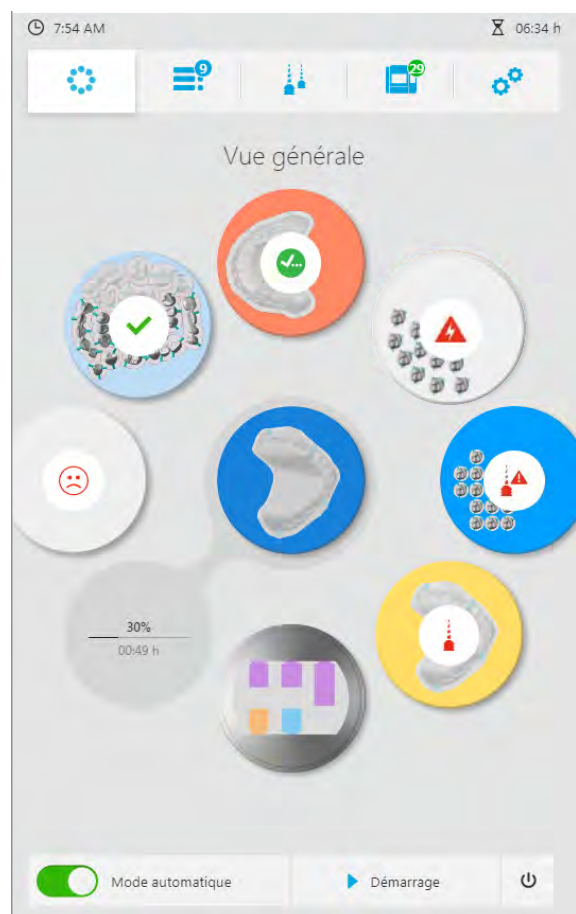 7:54 AM
06:34 h
9
29
Vue générale
30%
00:49 h
Mode automatique
Démarrage